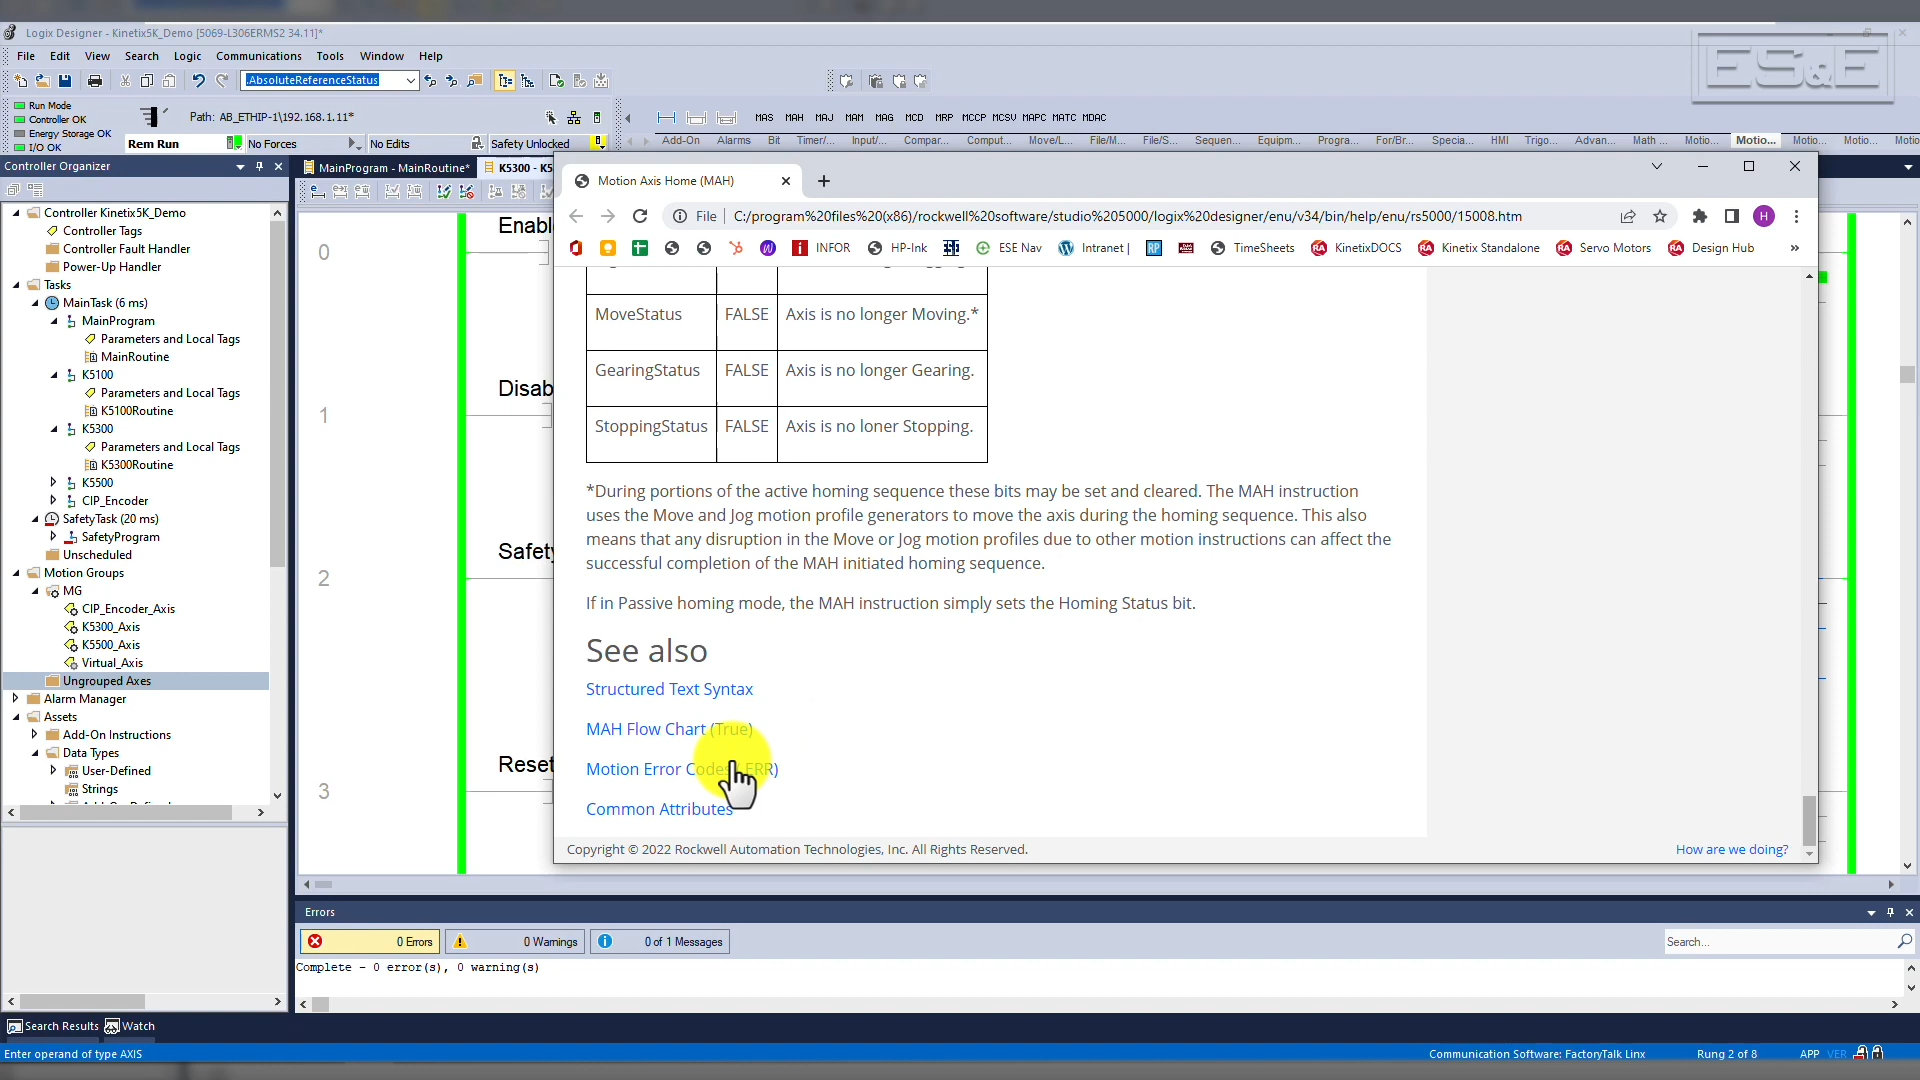 Logix Designer - Kinetix5K_Demo [5069-L306ERMS2 34.11]*
File Edit View Search Logic Communications Tools Window Help
ES&E
.AbsoluteReferenceStatus
Run Mode
Controller OK
Energy Storage OK
I/O OK
Path: AB_ETHIP-1\192.168.1.11*
Rem Run No Forces No Edits Safety Unlocked
MAS MAH MAJ MAM MAG MCD MRP MCCP MCSV MAPC MATC MDAC
Add-On Alarms Bit Timer/... Input/... Compar... Comput... Move/L... File/M... File/S... Sequen... Equipm... Progra... For/Br... Specia... HMI Trigo... Advan... Math ... Motio... Motio... Motio... Motio... Motio
Controller Organizer
MainProgram - MainRoutine* K5300 - K5
Controller Kinetix5K_Demo
Controller Tags
Controller Fault Handler
Power-Up Handler
Tasks
MainTask (6 ms)
MainProgram
Parameters and Local Tags
MainRoutine
K5100
Parameters and Local Tags
K5100Routine
K5300
Parameters and Local Tags
K5300Routine
K5500
CIP_Encoder
SafetyTask (20 ms)
SafetyProgram
Unscheduled
Motion Groups
MG
CIP_Encoder_Axis
K5300_Axis
K5500_Axis
Virtual_Axis
Ungrouped Axes
Alarm Manager
Assets
Add-On Instructions
Data Types
User-Defined
Strings
0 Enabl
1 Disab
2 Safety
3 Reset
Motion Axis Home (MAH)
File C:/program%20files%20(x86)/rockwell%20software/studio%205000/logix%20designer/enu/v34/bin/help/enu/rs5000/15008.htm
H
INFOR HP-Ink ESE Nav Intranet | RP TimeSheets RA KinetixDOCS RA Kinetix Standalone RA Servo Motors RA Design Hub »
MoveStatus FALSE Axis is no longer Moving.*
GearingStatus FALSE Axis is no longer Gearing.
StoppingStatus FALSE Axis is no loner Stopping.
*During portions of the active homing sequence these bits may be set and cleared. The MAH instruction
uses the Move and Jog motion profile generators to move the axis during the homing sequence. This also
means that any disruption in the Move or Jog motion profiles due to other motion instructions can affect the
successful completion of the MAH initiated homing sequence.
If in Passive homing mode, the MAH instruction simply sets the Homing Status bit.
See also
Structured Text Syntax
MAH Flow Chart (True)
Motion Error Codes (.ERR)
Common Attributes
Copyright © 2022 Rockwell Automation Technologies, Inc. All Rights Reserved. How are we doing?
Errors
0 Errors 0 Warnings 0 of 1 Messages Search...
Complete - 0 error(s), 0 warning(s)
Search Results Watch
Enter operand of type AXIS Communication Software: FactoryTalk Linx Rung 2 of 8 APP VER